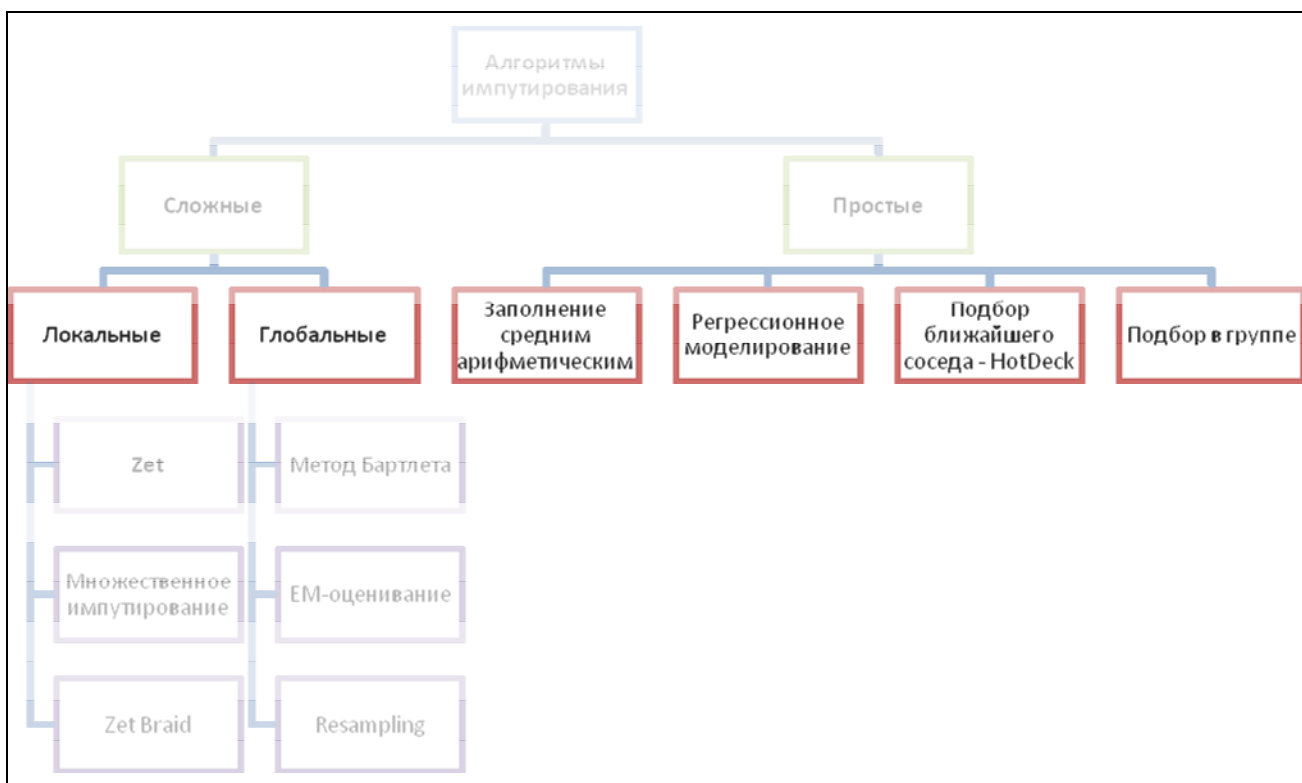 Алгоритмы
импутирования
Сложные
Простые
Локальные
Глобальные
Заполнение
средним
арифметическим
Регрессионное
моделирование
Подбор
ближайшего
соседа - HotDeck
Подбор в группе
Zet
Метод Бартлета
Множественное
импутирование
EM-оценивание
Zet Braid
Resampling